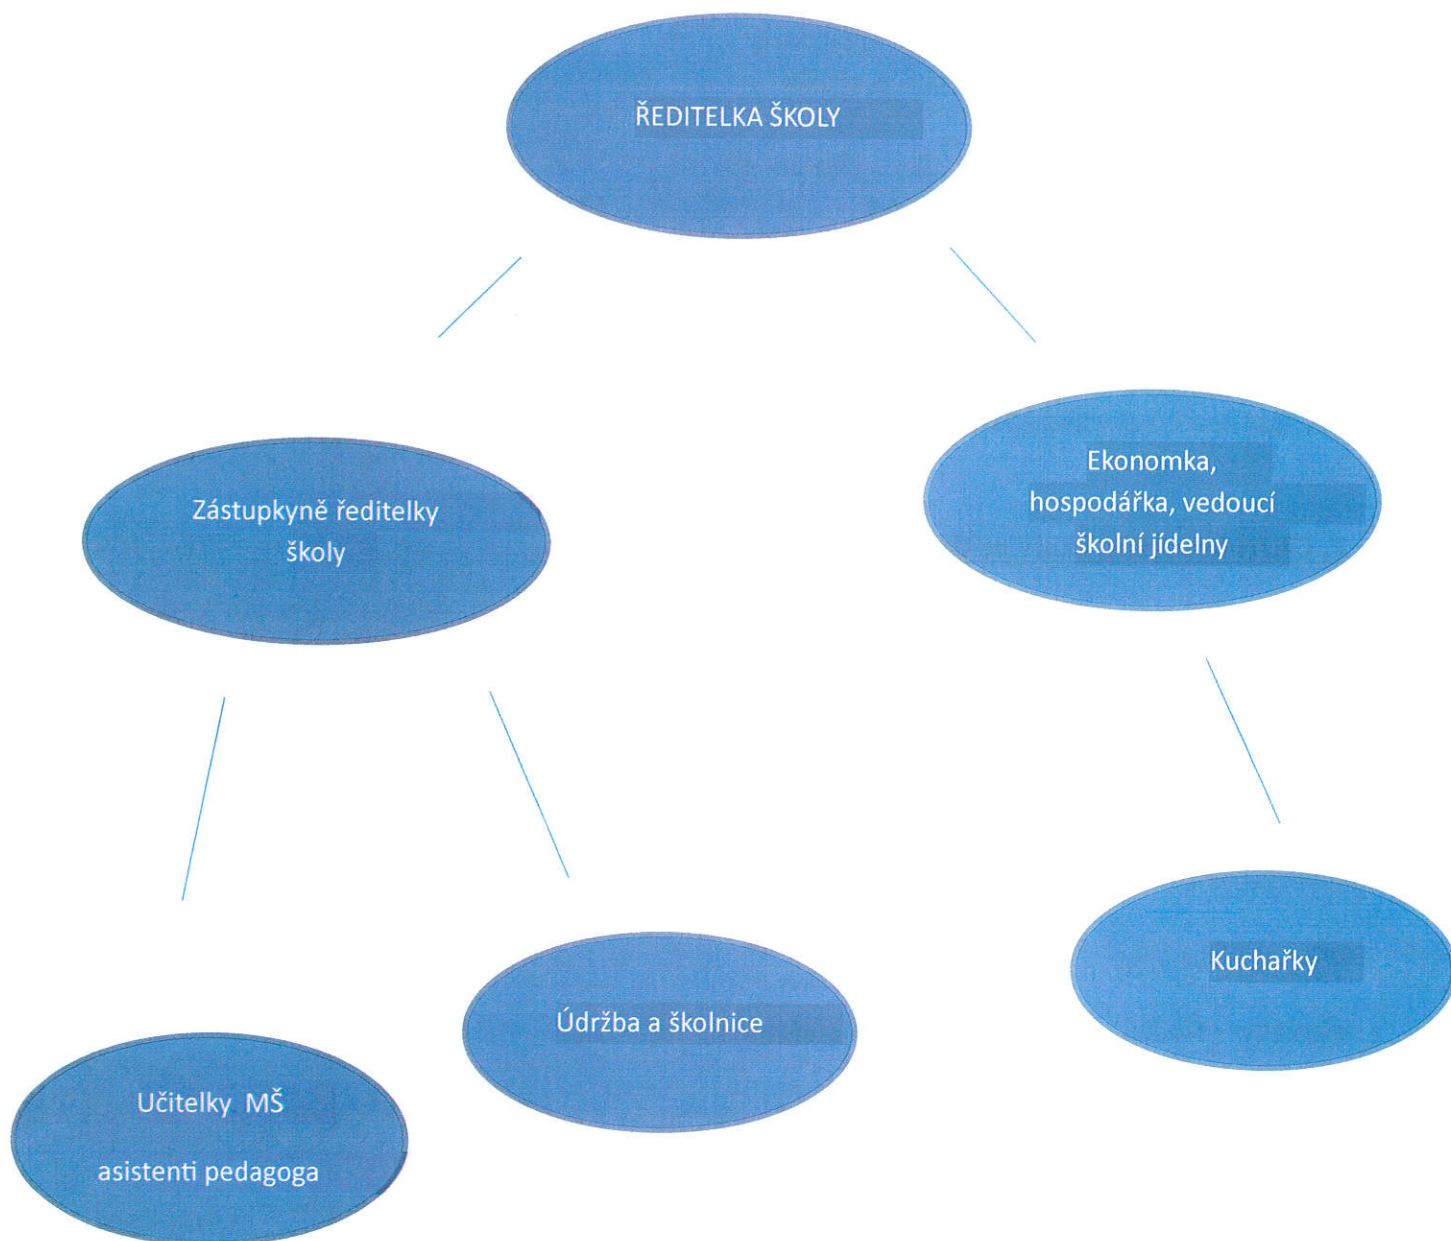 ŘEDITELKA ŠKOLY
Zástupkyně ředitelky
školy
Ekonomka,
hospodářka, vedoucí
školní jídelny
Učitelky MŠ
asistenti pedagoga
Údržba a školnice
Kuchařky